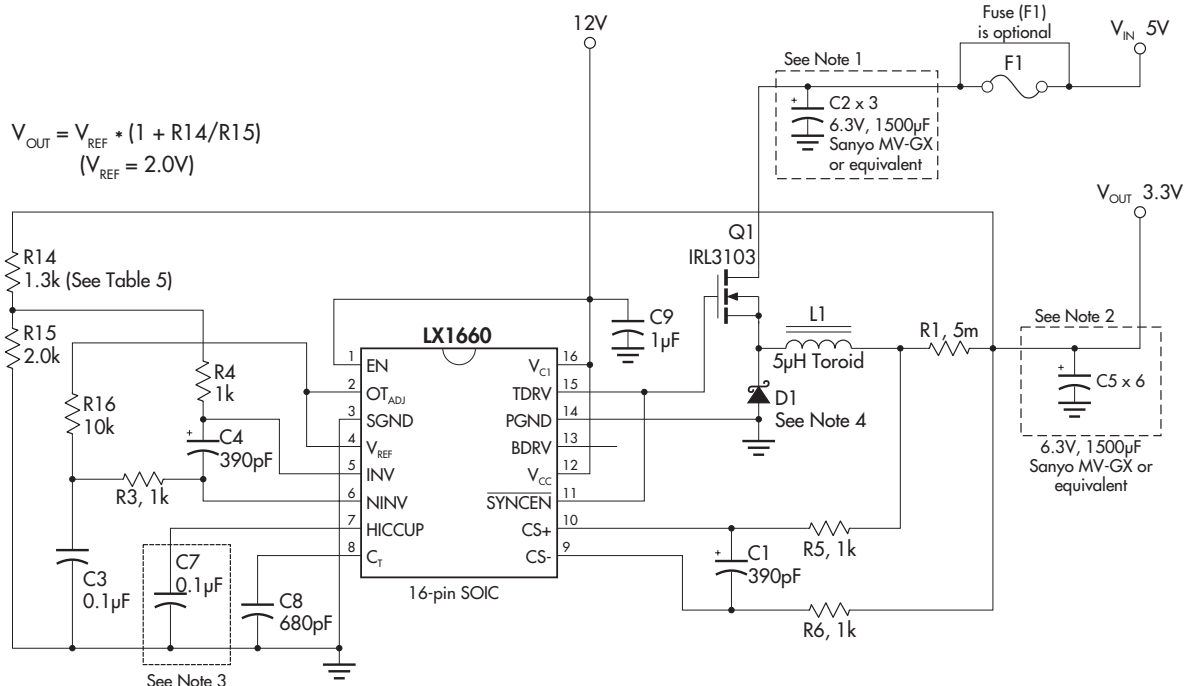 12V
Fuse (F1)
is optional
F1
V_IN 5V
See Note 1
+
C2 x 3
6.3V, 1500µF
Sanyo MV-GX
or equivalent
V_OUT = V_REF * (1 + R14/R15)
(V_REF = 2.0V)
V_OUT 3.3V
Q1
IRL3103
R14
1.3k (See Table 5)
R15
2.0k
R16
10k
R4
1k
+
C4
390pF
R3, 1k
C3
0.1µF
C7
0.1µF
See Note 3
C8
680pF
LX1660
1 EN
2 OT_ADJ
3 SGND
4 V_REF
5 INV
6 NINV
7 HICCUP
8 C_T
V_C1 16
TDRV 15
PGND 14
BDRV 13
V_CC 12
SYNCEN 11
CS+ 10
CS- 9
16-pin SOIC
C9
1µF
L1
5µH Toroid
R1, 5m
D1
See Note 4
See Note 2
+
C5 x 6
6.3V, 1500µF
Sanyo MV-GX or
equivalent
+
C1
390pF
R5, 1k
R6, 1k